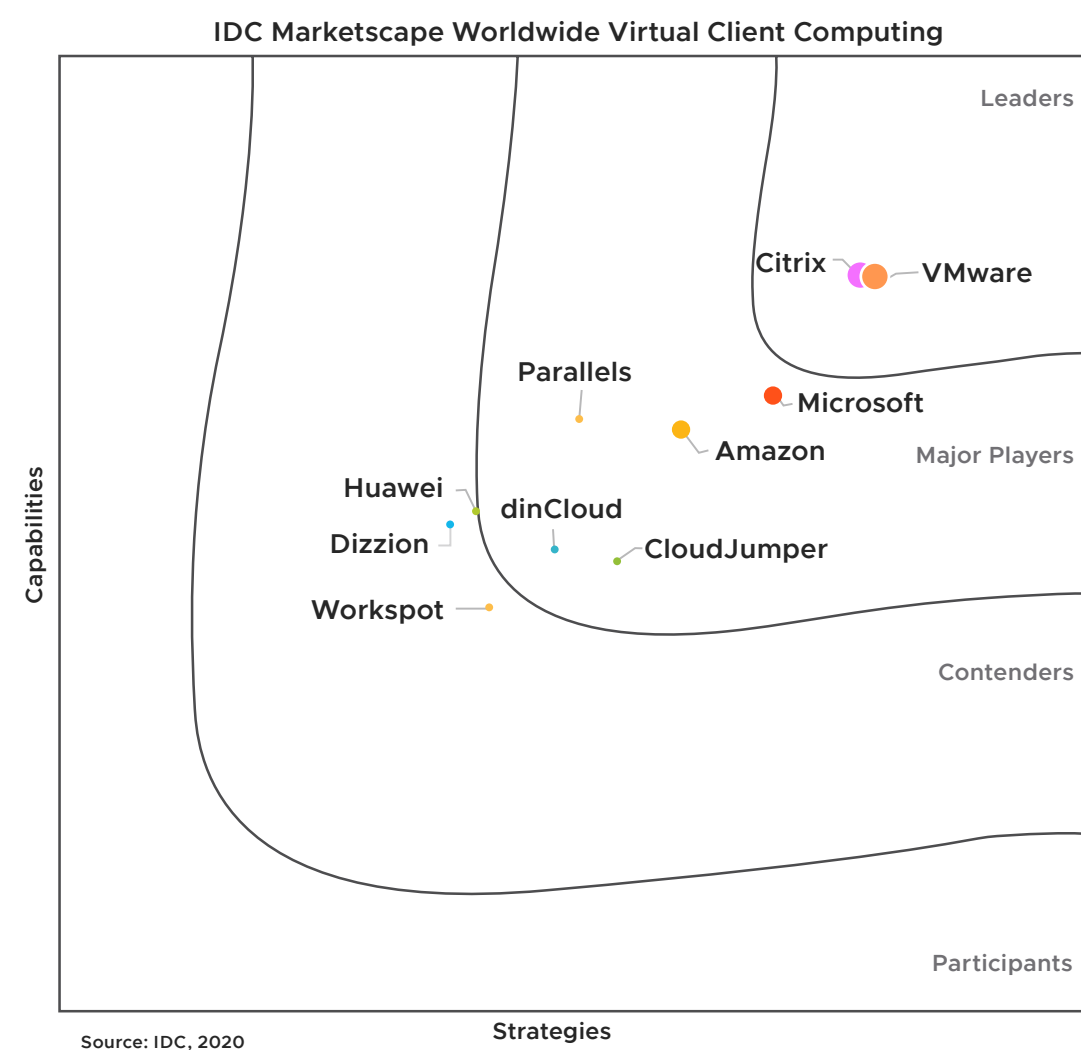 IDC Marketscape Worldwide Virtual Client Computing
Leaders
Citrix
VMware
Parallels
Microsoft
Amazon
Major Players
Capabilities
Huawei
dinCloud
Dizzion
CloudJumper
Workspot
Contenders
Participants
Strategies
Source: IDC, 2020